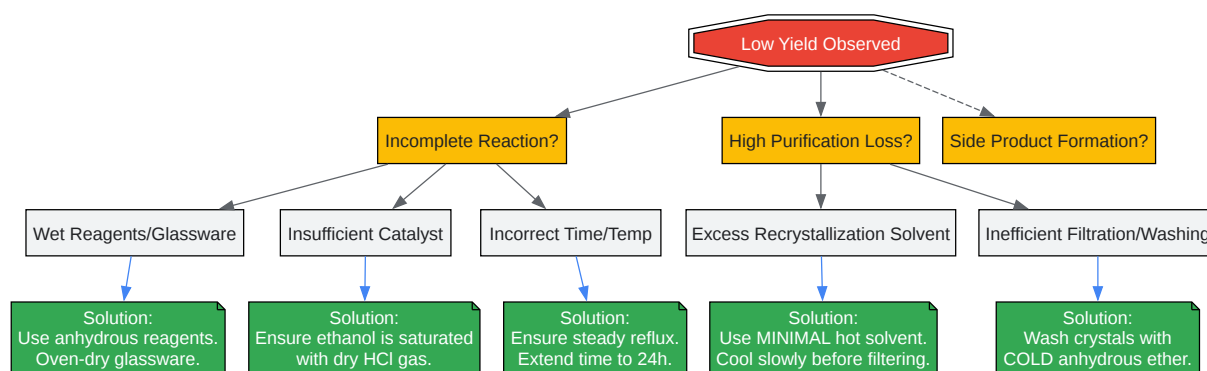 Low Yield Observed
Incomplete Reaction?
High Purification Loss?
Side Product Formation?
Wet Reagents/Glassware
Insufficient Catalyst
Incorrect Time/Temp
Excess Recrystallization Solvent
Inefficient Filtration/Washing
Solution:
Use anhydrous reagents.
Oven-dry glassware.
Solution:
Ensure ethanol is saturated
with dry HCl gas.
Solution:
Ensure steady reflux.
Extend time to 24h.
Solution:
Use MINIMAL hot solvent.
Cool slowly before filtering.
Solution:
Wash crystals with
COLD anhydrous ether.